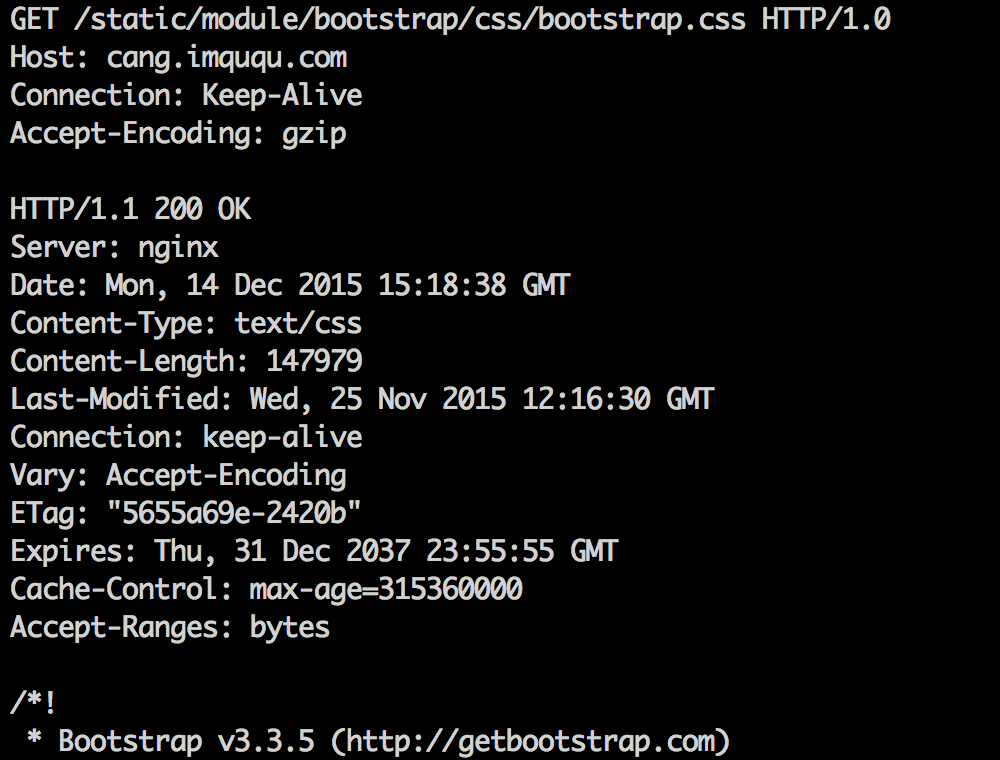 GET /static/module/bootstrap/css/bootstrap.css HTTP/1.0
Host: cang.imququ.com
Connection: Keep-Alive
Accept-Encoding: gzip

HTTP/1.1 200 OK
Server: nginx
Date: Mon, 14 Dec 2015 15:18:38 GMT
Content-Type: text/css
Content-Length: 147979
Last-Modified: Wed, 25 Nov 2015 12:16:30 GMT
Connection: keep-alive
Vary: Accept-Encoding
ETag: "5655a69e-2420b"
Expires: Thu, 31 Dec 2037 23:55:55 GMT
Cache-Control: max-age=315360000
Accept-Ranges: bytes

/*!
 * Bootstrap v3.3.5 (http://getbootstrap.com)